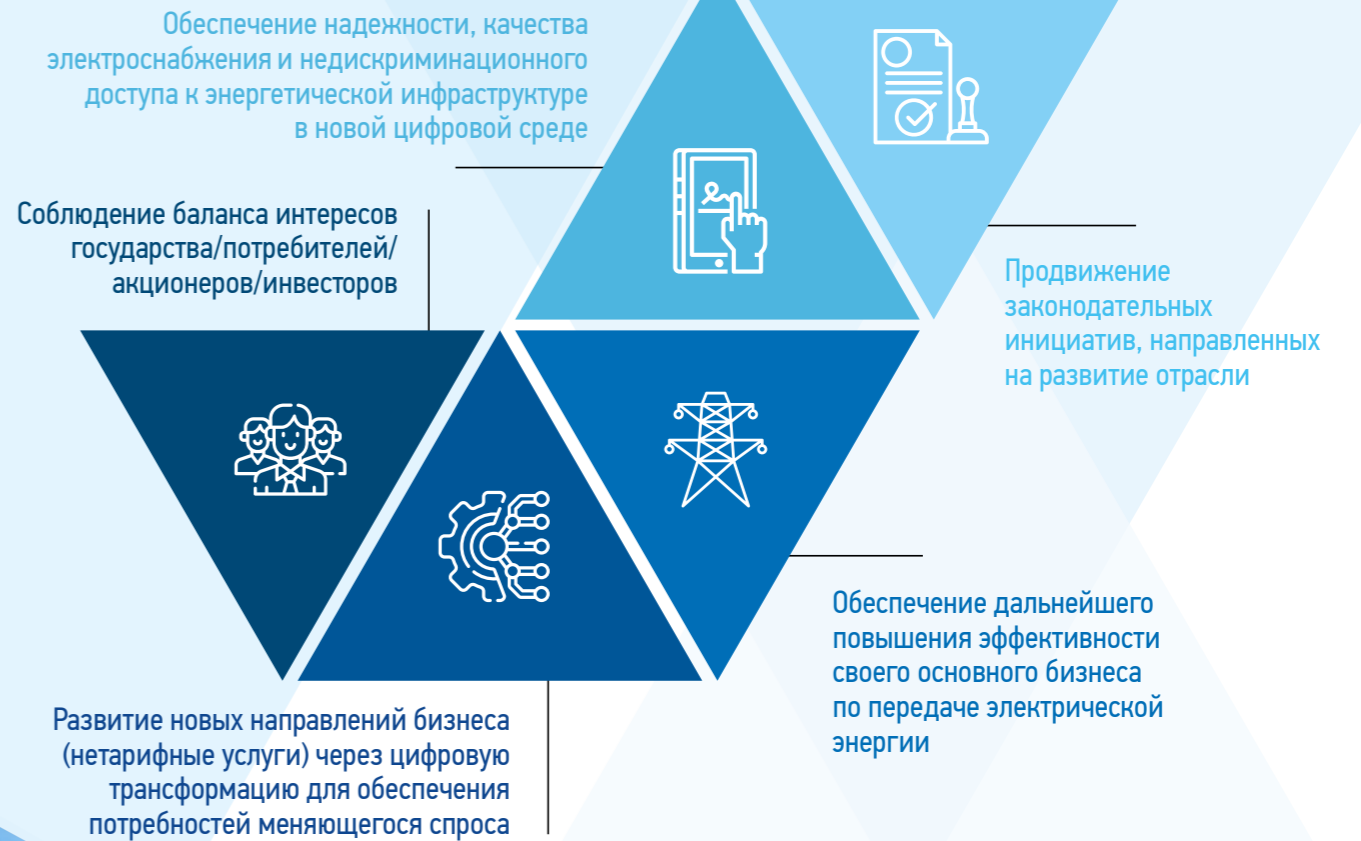 Обеспечение надежности, качества
электроснабжения и недискриминационного
доступа к энергетической инфраструктуре
в новой цифровой среде
Соблюдение баланса интересов
государства/потребителей/
акционеров/инвесторов
Продвижение
законодательных
инициатив, направленных
на развитие отрасли
Обеспечение дальнейшего
повышения эффективности
своего основного бизнеса
по передаче электрической
энергии
Развитие новых направлений бизнеса
(нетарифные услуги) через цифровую
трансформацию для обеспечения
потребностей меняющегося спроса